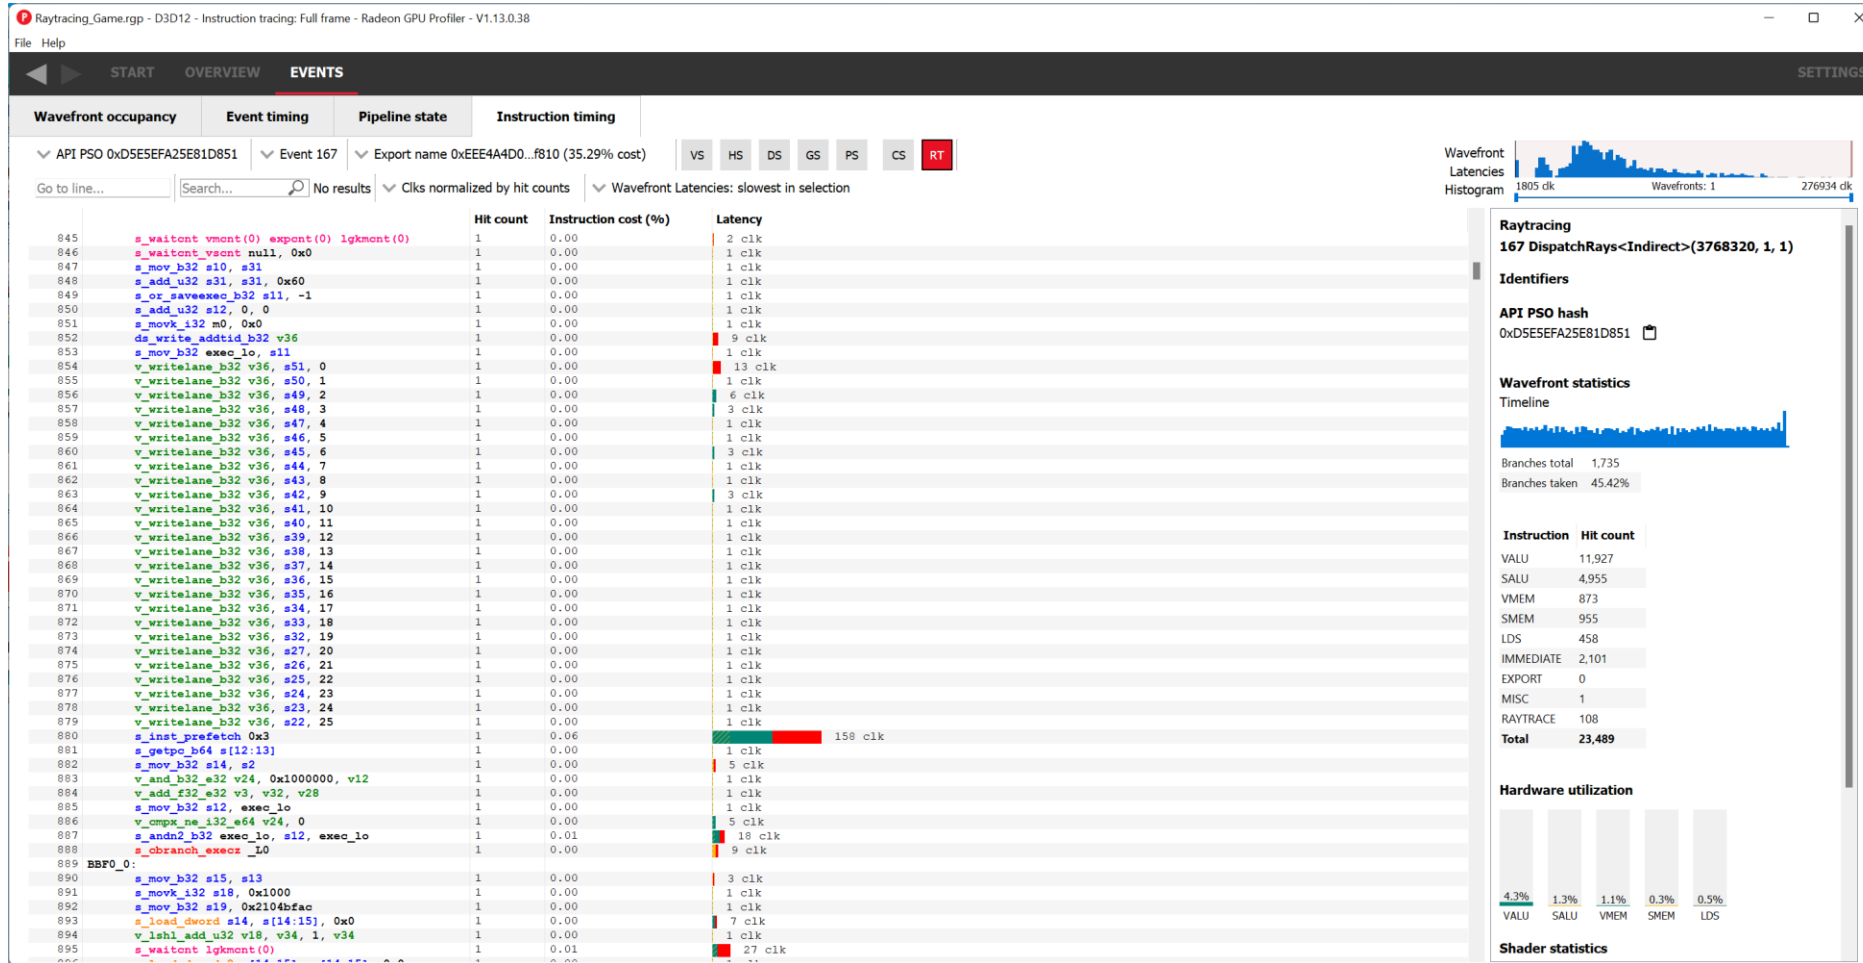 Raytracing_Game.rgp - D3D12 - Instruction tracing: Full frame - Radeon GPU Profiler - V1.13.0.38
File Help
START OVERVIEW EVENTS SETTINGS
Wavefront occupancy Event timing Pipeline state Instruction timing
API PSO 0xD5E5EFA25E81D851 Event 167 Export name 0xEEE4A4D0...f810 (35.29% cost) VS HS DS GS PS CS RT
Go to line... Search... No results Clks normalized by hit counts Wavefront Latencies: slowest in selection
Wavefront
Latencies
Histogram
1805 clk Wavefronts: 1 276934 clk
Hit count Instruction cost (%) Latency
845 s_waitcnt vmcnt(0) expcnt(0) lgkmcnt(0) 1 0.00 2 clk
846 s_waitcnt_vscnt null, 0x0 1 0.00 1 clk
847 s_mov_b32 s10, s31 1 0.00 1 clk
848 s_add_u32 s31, s31, 0x60 1 0.00 1 clk
849 s_or_saveexec_b32 s11, -1 1 0.00 1 clk
850 s_add_u32 s12, 0, 0 1 0.00 1 clk
851 s_movk_i32 m0, 0x0 1 0.00 1 clk
852 ds_write_addtid_b32 v36 1 0.00 9 clk
853 s_mov_b32 exec_lo, s11 1 0.00 1 clk
854 v_writelane_b32 v36, s51, 0 1 0.00 13 clk
855 v_writelane_b32 v36, s50, 1 1 0.00 1 clk
856 v_writelane_b32 v36, s49, 2 1 0.00 6 clk
857 v_writelane_b32 v36, s48, 3 1 0.00 3 clk
858 v_writelane_b32 v36, s47, 4 1 0.00 1 clk
859 v_writelane_b32 v36, s46, 5 1 0.00 1 clk
860 v_writelane_b32 v36, s45, 6 1 0.00 3 clk
861 v_writelane_b32 v36, s44, 7 1 0.00 1 clk
862 v_writelane_b32 v36, s43, 8 1 0.00 1 clk
863 v_writelane_b32 v36, s42, 9 1 0.00 3 clk
864 v_writelane_b32 v36, s41, 10 1 0.00 1 clk
865 v_writelane_b32 v36, s40, 11 1 0.00 1 clk
866 v_writelane_b32 v36, s39, 12 1 0.00 1 clk
867 v_writelane_b32 v36, s38, 13 1 0.00 1 clk
868 v_writelane_b32 v36, s37, 14 1 0.00 1 clk
869 v_writelane_b32 v36, s36, 15 1 0.00 1 clk
870 v_writelane_b32 v36, s35, 16 1 0.00 1 clk
871 v_writelane_b32 v36, s34, 17 1 0.00 1 clk
872 v_writelane_b32 v36, s33, 18 1 0.00 1 clk
873 v_writelane_b32 v36, s32, 19 1 0.00 1 clk
874 v_writelane_b32 v36, s27, 20 1 0.00 1 clk
875 v_writelane_b32 v36, s26, 21 1 0.00 1 clk
876 v_writelane_b32 v36, s25, 22 1 0.00 1 clk
877 v_writelane_b32 v36, s24, 23 1 0.00 1 clk
878 v_writelane_b32 v36, s23, 24 1 0.00 1 clk
879 v_writelane_b32 v36, s22, 25 1 0.00 1 clk
880 s_inst_prefetch 0x3 1 0.06 158 clk
881 s_getpc_b64 s[12:13] 1 0.00 1 clk
882 s_mov_b32 s14, s2 1 0.00 5 clk
883 v_and_b32_e32 v24, 0x1000000, v12 1 0.00 1 clk
884 v_add_f32_e32 v3, v32, v28 1 0.00 1 clk
885 s_mov_b32 s12, exec_lo 1 0.00 1 clk
886 v_cmpx_ne_i32_e64 v24, 0 1 0.00 5 clk
887 s_andn2_b32 exec_lo, s12, exec_lo 1 0.01 18 clk
888 s_cbranch_execz _L0 1 0.00 9 clk
889 BBF0_0:
890 s_mov_b32 s15, s13 1 0.00 3 clk
891 s_movk_i32 s18, 0x1000 1 0.00 1 clk
892 s_mov_b32 s19, 0x2104bfac 1 0.00 1 clk
893 s_load_dword s14, s[14:15], 0x0 1 0.00 7 clk
894 v_lshl_add_u32 v18, v34, 1, v34 1 0.00 1 clk
895 s_waitcnt lgkmcnt(0) 1 0.01 27 clk
Raytracing
167 DispatchRays<Indirect>(3768320, 1, 1)
Identifiers
API PSO hash
0xD5E5EFA25E81D851
Wavefront statistics
Timeline
Branches total 1,735
Branches taken 45.42%
Instruction Hit count
VALU 11,927
SALU 4,955
VMEM 873
SMEM 955
LDS 458
IMMEDIATE 2,101
EXPORT 0
MISC 1
RAYTRACE 108
Total 23,489
Hardware utilization
4.3% 1.3% 1.1% 0.3% 0.5%
VALU SALU VMEM SMEM LDS
Shader statistics